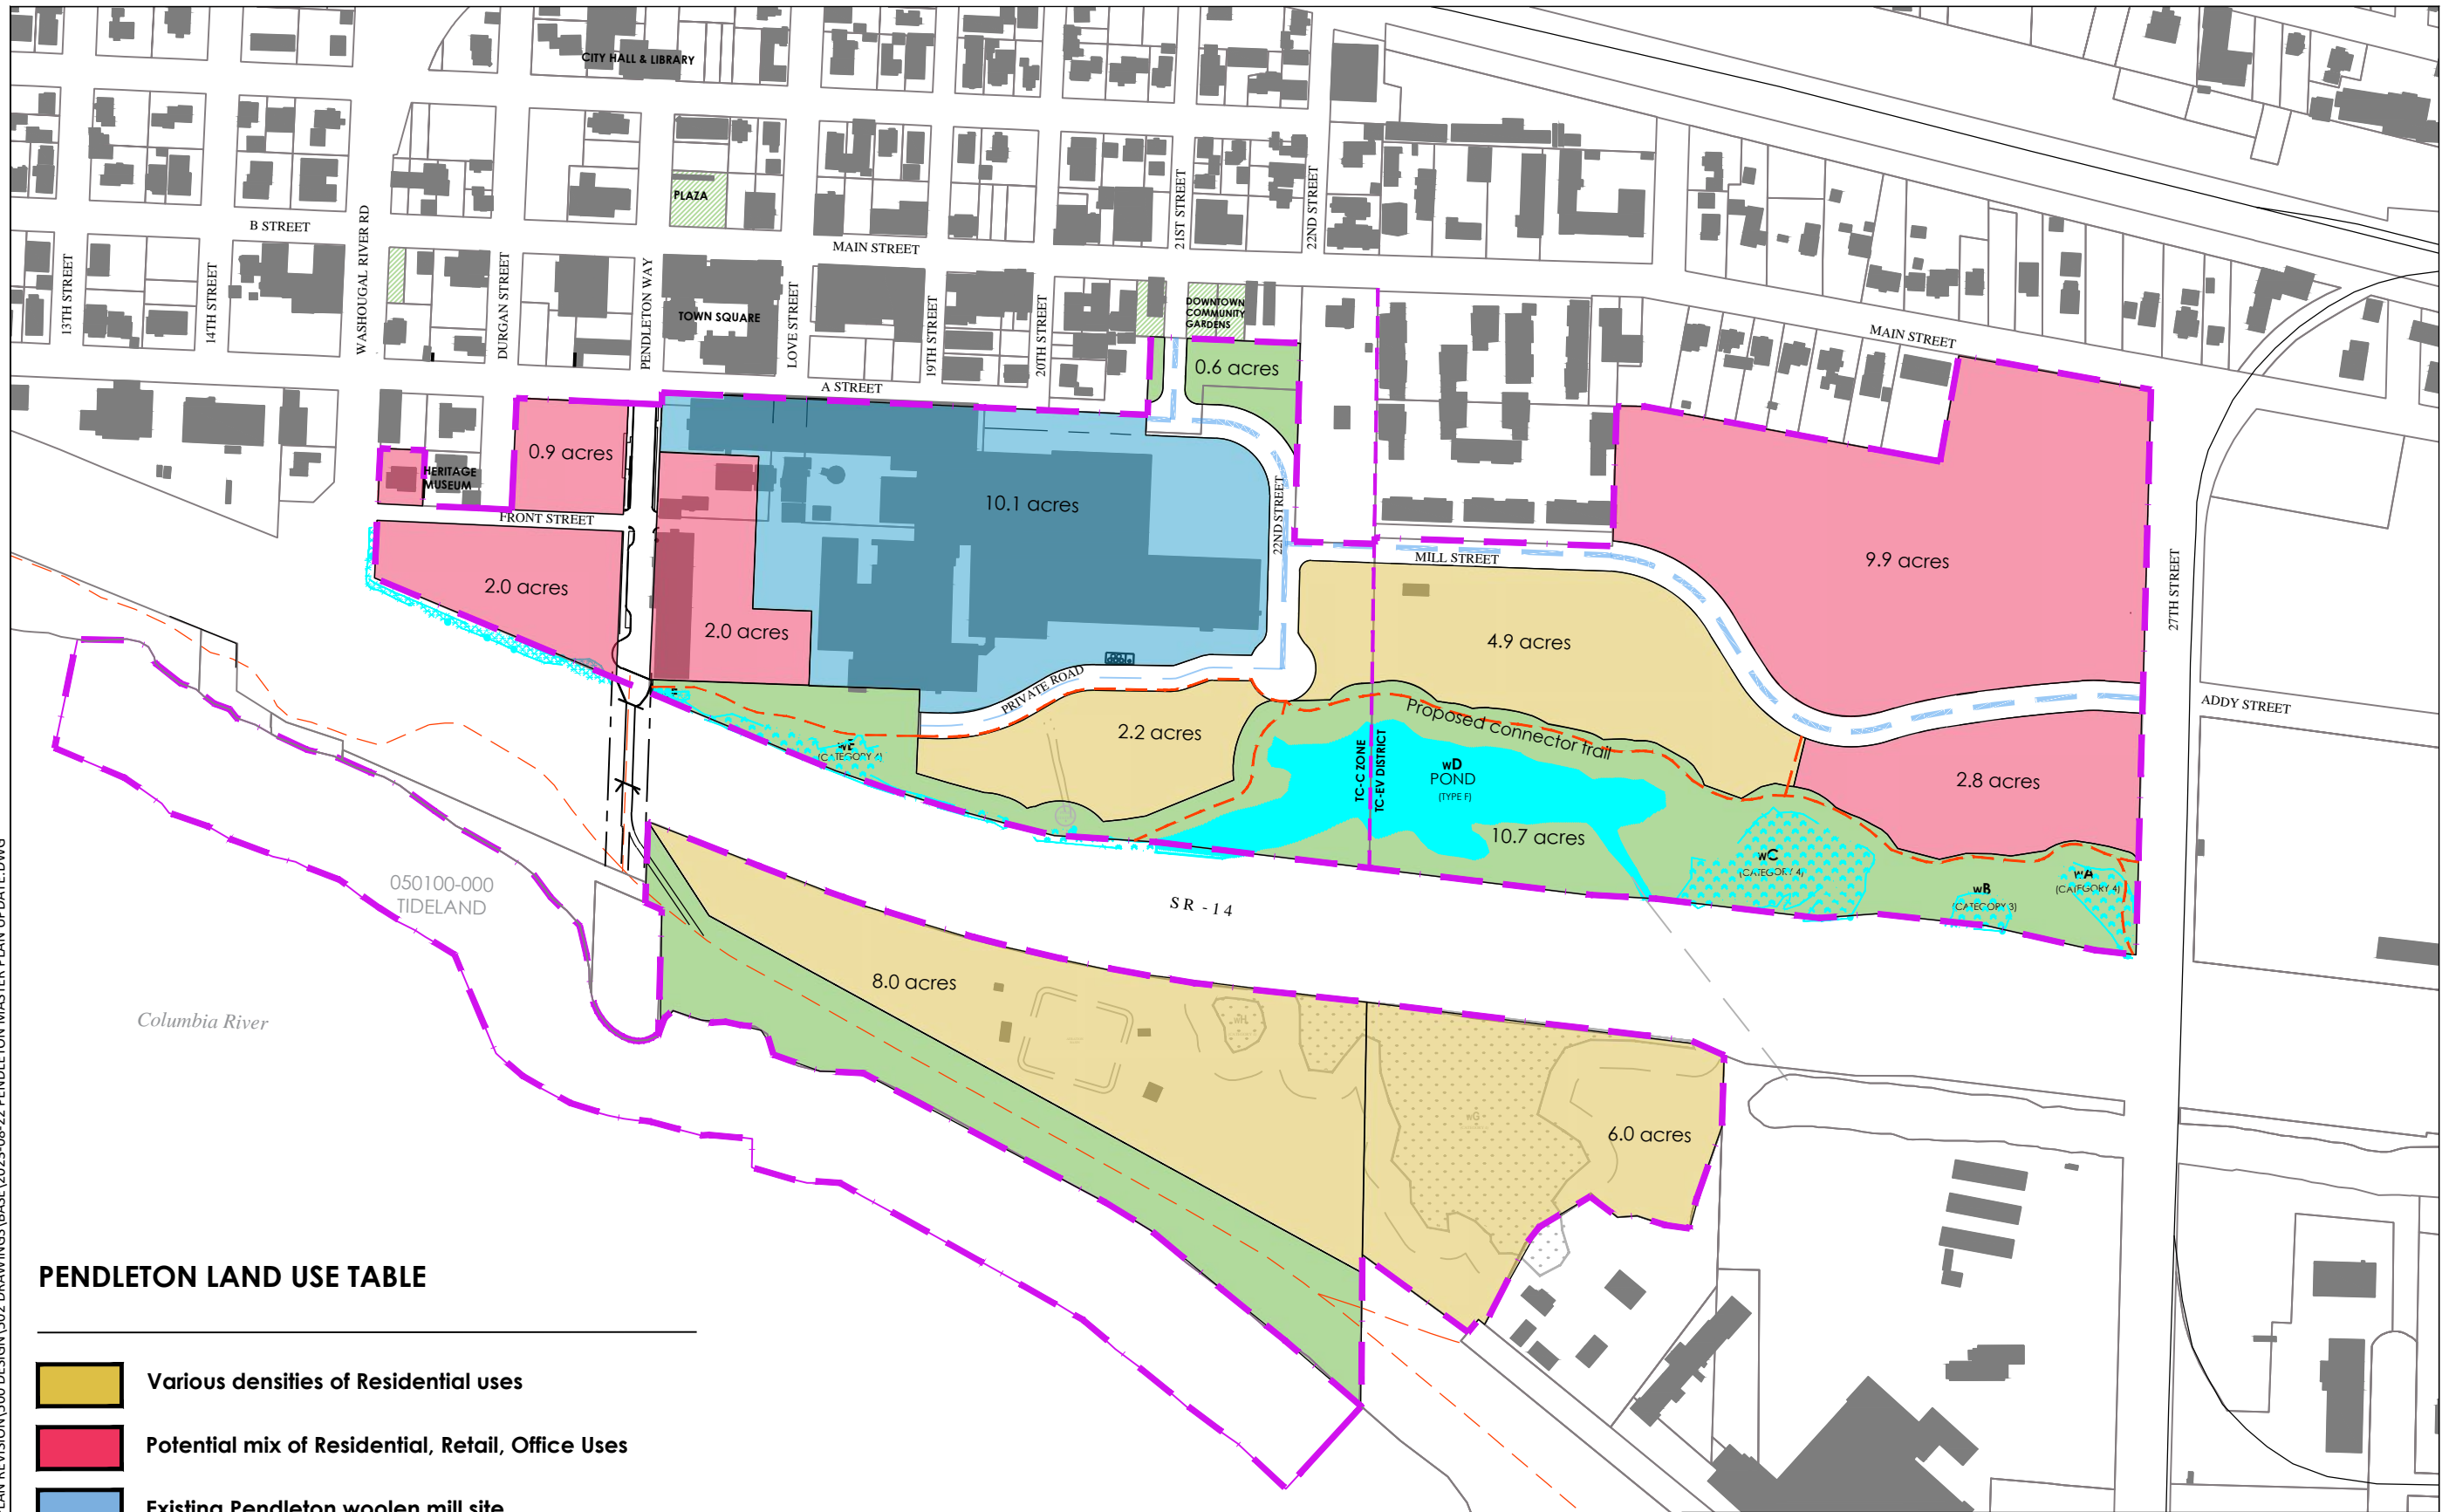 CITY HALL & LIBRARY
PLAZA
B STREET
MAIN STREET
21ST STREET
22ND STREET
13TH STREET
14TH STREET
WASHOUGAL RIVER RD
DURGAN STREET
PENDLETON WAY
TOWN SQUARE
LOVE STREET
19TH STREET
20TH STREET
DOWNTOWN
COMMUNITY
GARDENS
MAIN STREET
A STREET
0.6 acres
0.9 acres
HERITAGE
MUSEUM
FRONT STREET
10.1 acres
22ND STREET
MILL STREET
9.9 acres
27TH STREET
2.0 acres
2.0 acres
4.9 acres
PRIVATE ROAD
ADDY STREET
2.2 acres
Proposed connector trail
wE
(CATEGORY 4)
TC-C ZONE
TC-EV DISTRICT
wD
POND
(TYPE F)
2.8 acres
10.7 acres
wC
(CATEGORY 4)
wB
(CATEGORY 3)
wA
(CATEGORY 4)
050100-000
TIDELAND
SR-14
8.0 acres
Columbia River
wH
wG
6.0 acres
PENDLETON LAND USE TABLE
Various densities of Residential uses
Potential mix of Residential, Retail, Office Uses
Existing Pendleton woolen mill site